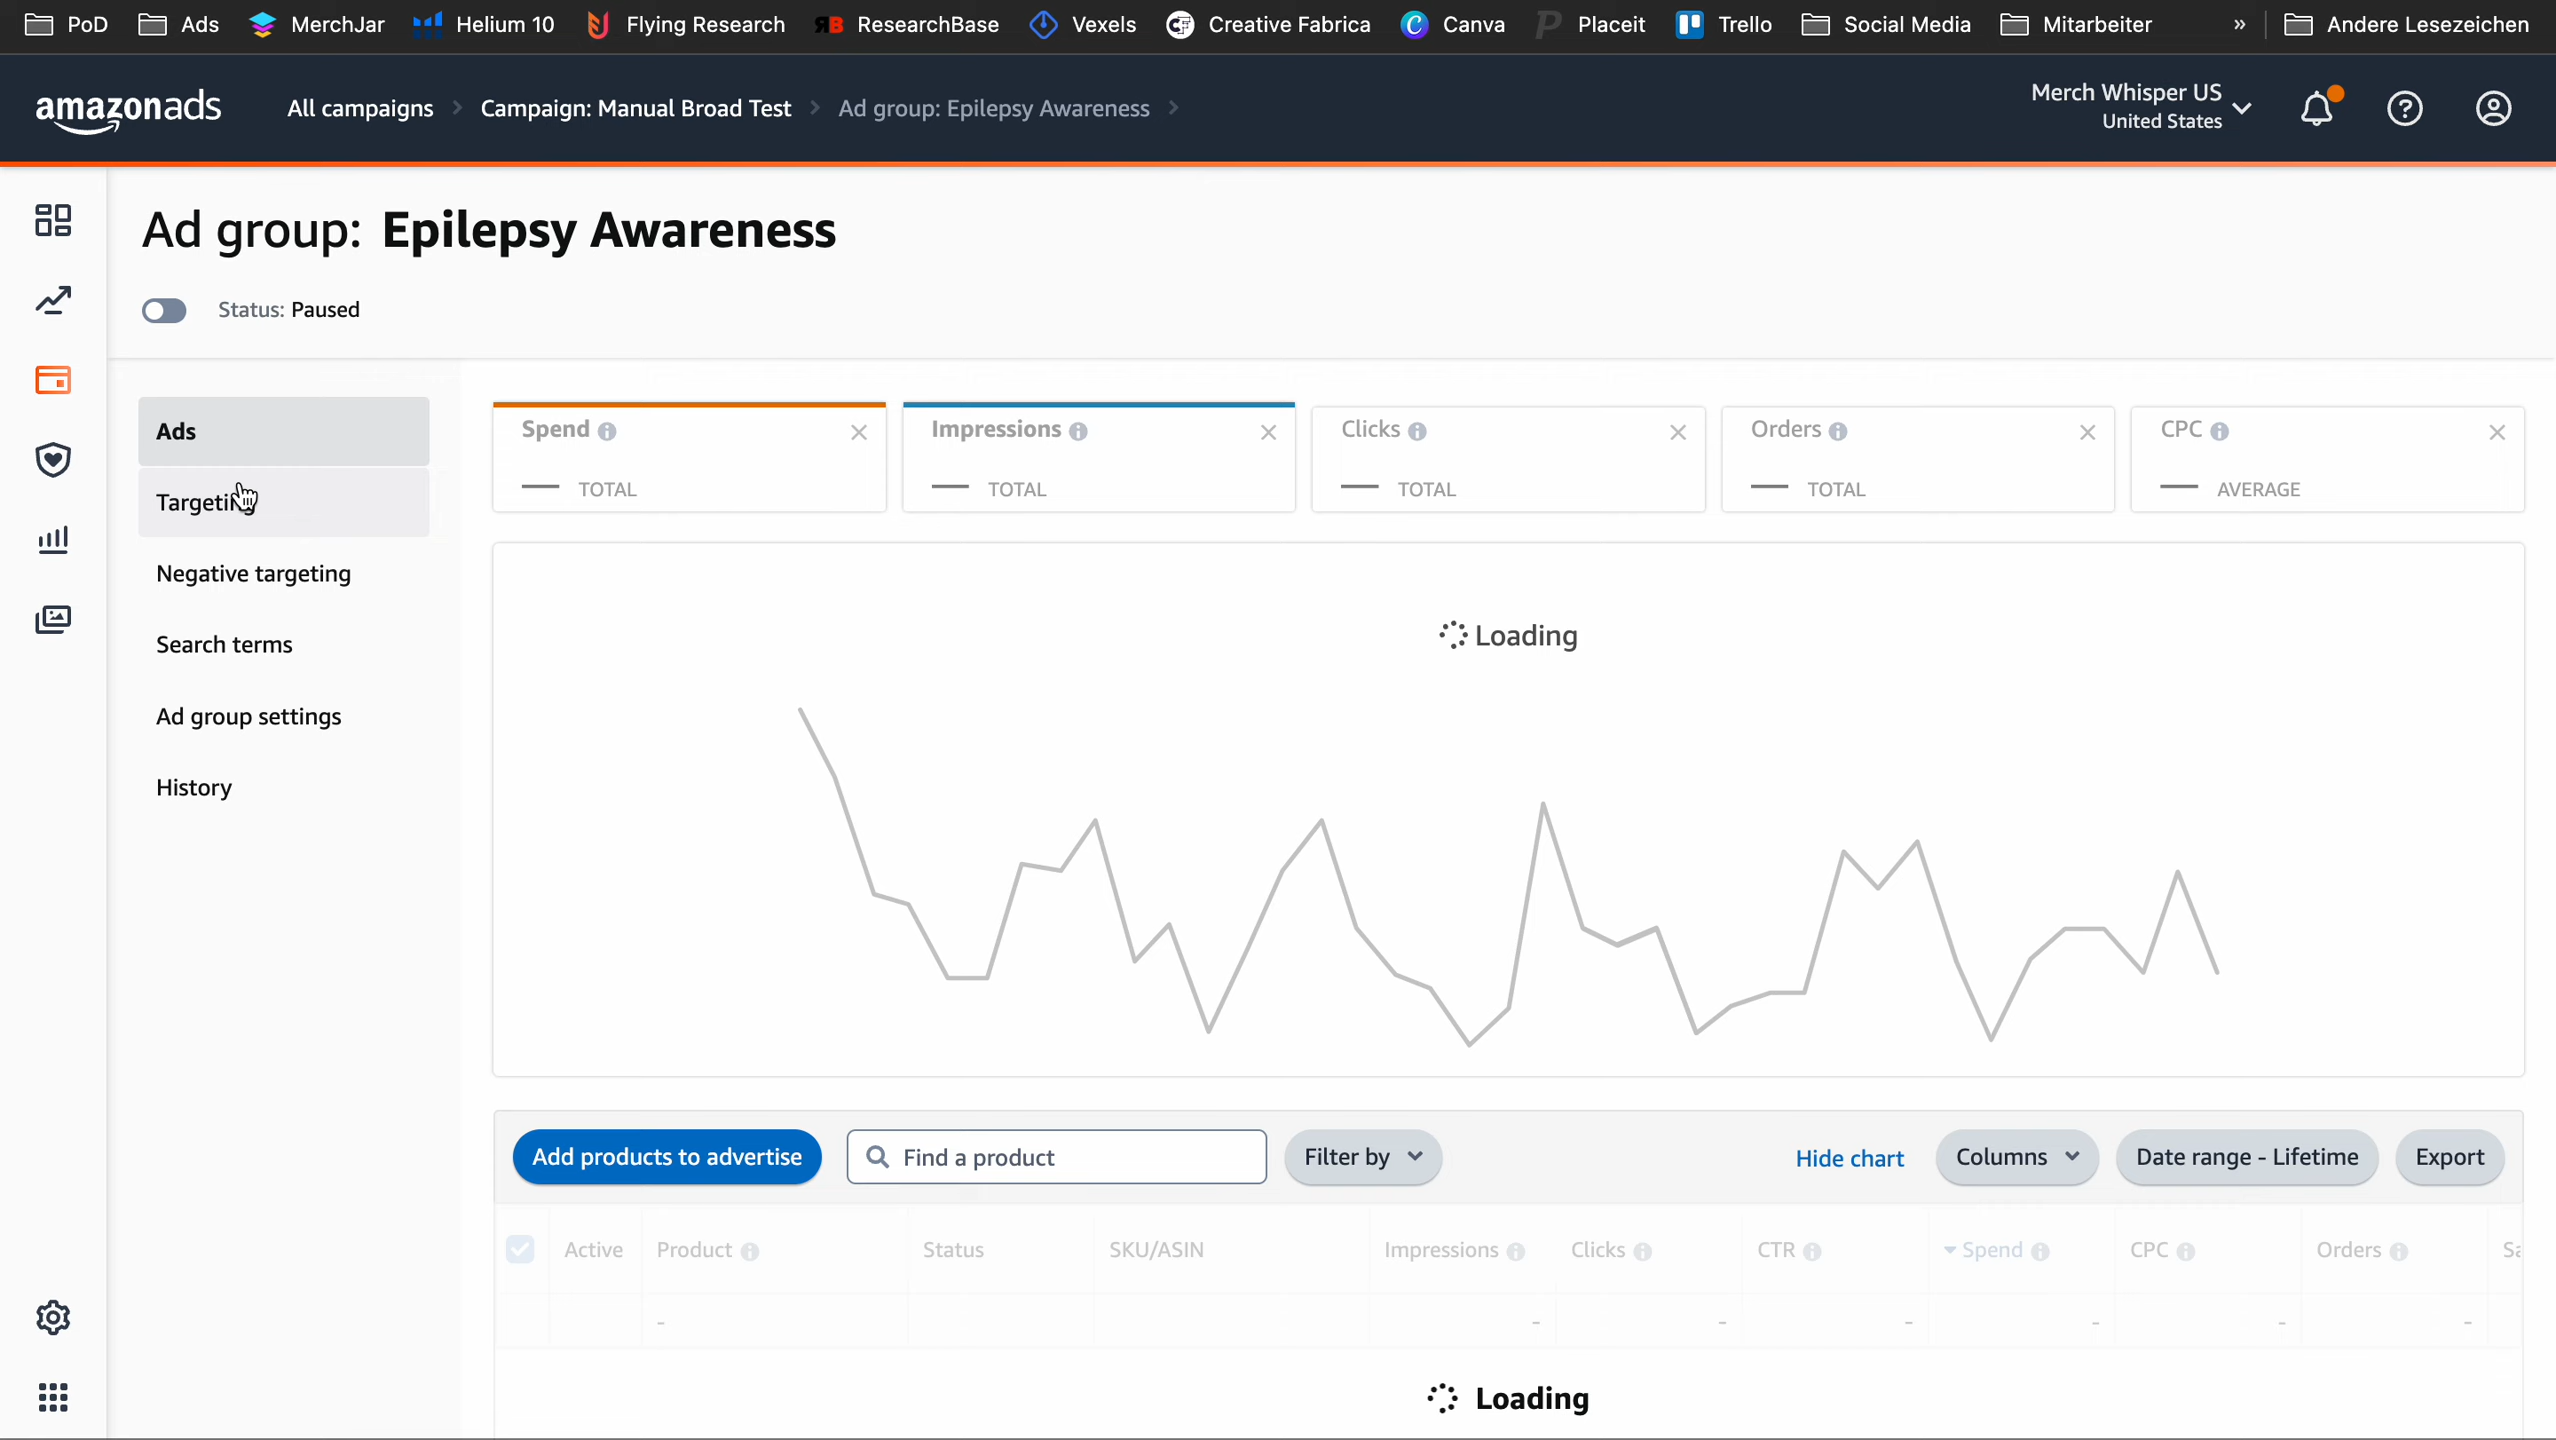 PoD Ads MerchJar Helium 10 Flying Research ResearchBase Vexels Creative Fabrica Canva Placeit Trello Social Media Mitarbeiter » Andere Lesezeichen
amazonads All campaigns > Campaign: Manual Broad Test > Ad group: Epilepsy Awareness > Merch Whisper US
United States
Ad group: Epilepsy Awareness
Status: Paused
Ads
Targeting
Negative targeting
Search terms
Ad group settings
History
Spend Impressions Clicks Orders CPC
— TOTAL — TOTAL — TOTAL — TOTAL — AVERAGE
Loading
Add products to advertise Find a product Filter by Hide chart Columns Date range - Lifetime Export
Active Product Status SKU/ASIN Impressions Clicks CTR Spend CPC Orders
- - - - - - -
Loading